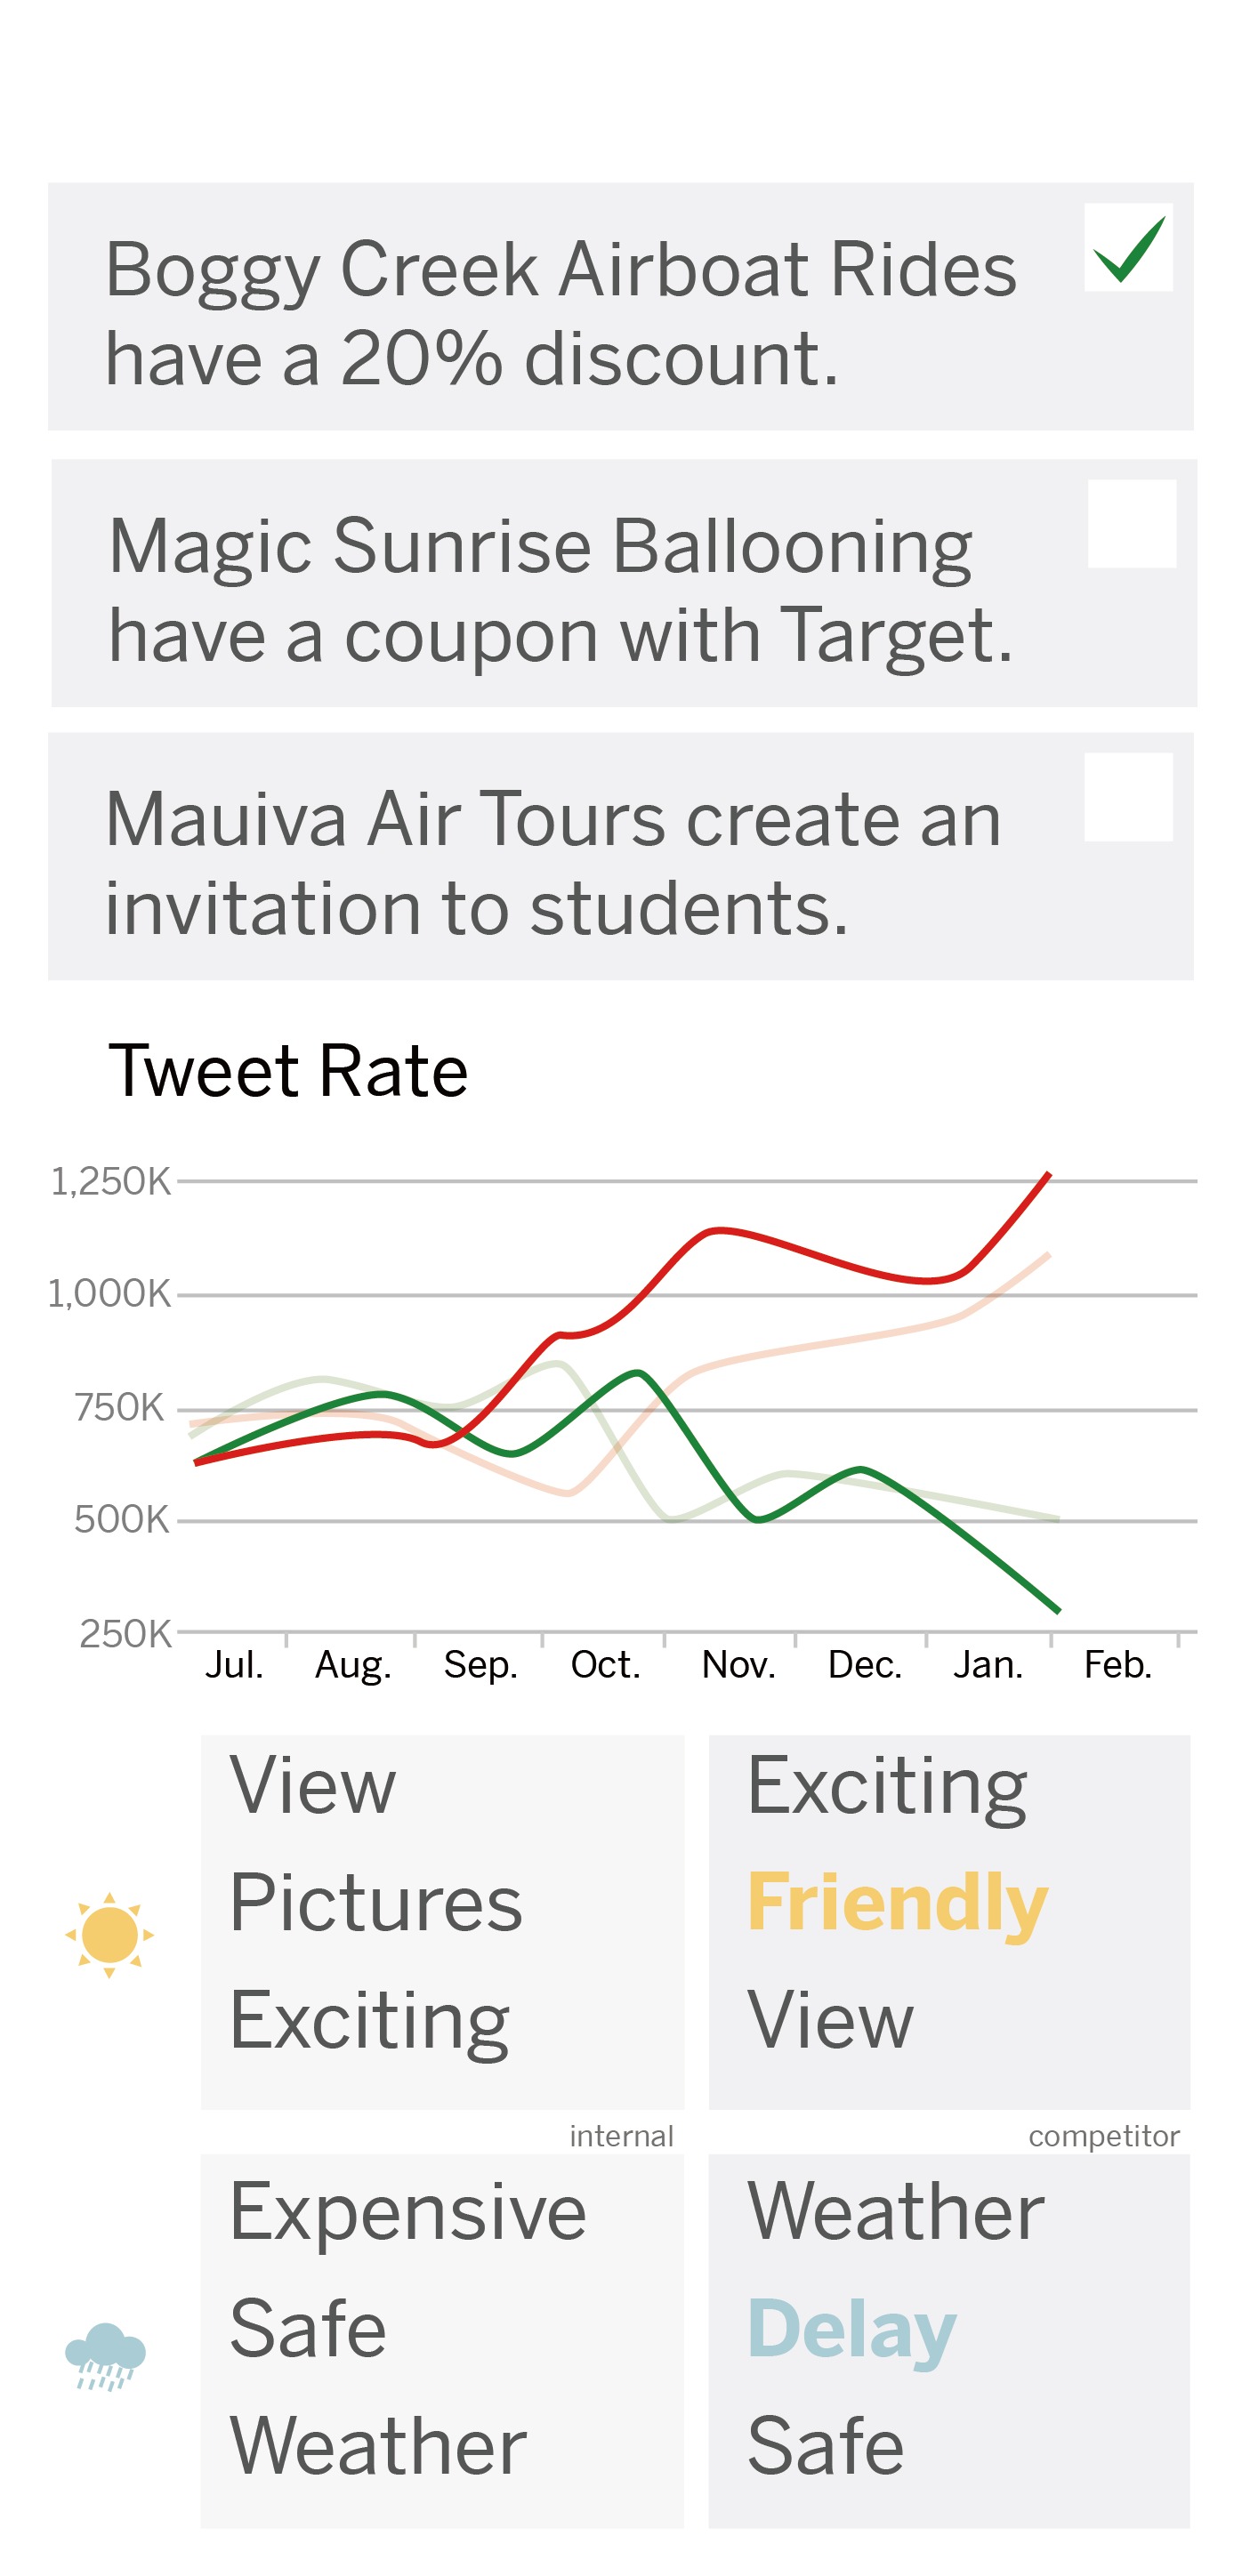 Boggy Creek Airboat Rides
have a 20% discount.
Magic Sunrise Ballooning
have a coupon with Target.
Mauiva Air Tours create an
invitation to students.
Tweet Rate
1,250K
1,000K
750K
500K
250K
Jul. Aug. Sep. Oct. Nov. Dec. Jan. Feb.
View
Pictures
Exciting
internal
Exciting
Friendly
View
competitor
Expensive
Safe
Weather
Weather
Delay
Safe